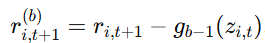 r_{i,t+1}^{(b)} = r_{i,t+1} − g_{b−1}(z_{i,t})